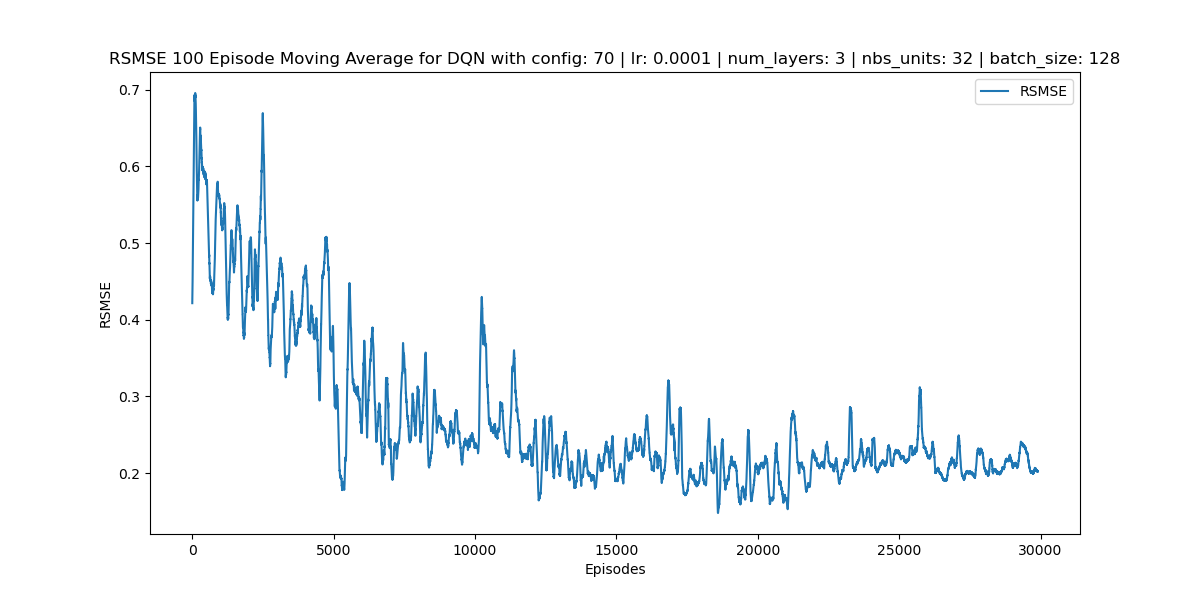 RSMSE 100 Episode Moving Average for DQN with config: 70 | lr: 0.0001 | num_layers: 3 | nbs_units: 32 | batch_size: 128
RSMSE
0.7
0.6
0.5
0.4
0.3
0.2
RSMSE
0 5000 10000 15000 20000 25000 30000
Episodes